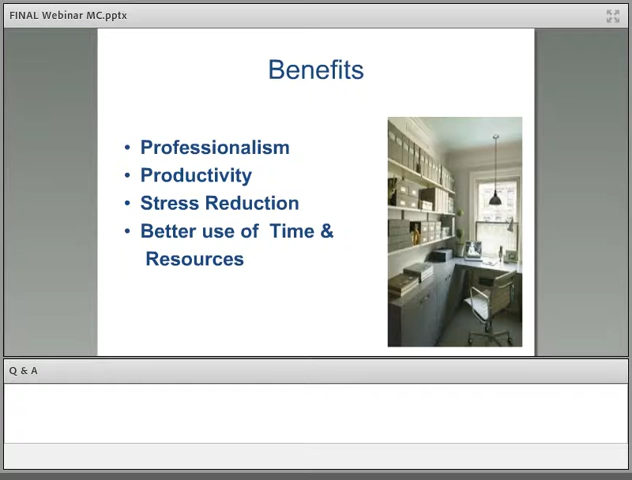 FINAL Webinar MC.pptx
Benefits
• Professionalism
• Productivity
• Stress Reduction
• Better use of Time &
Resources
Q & A